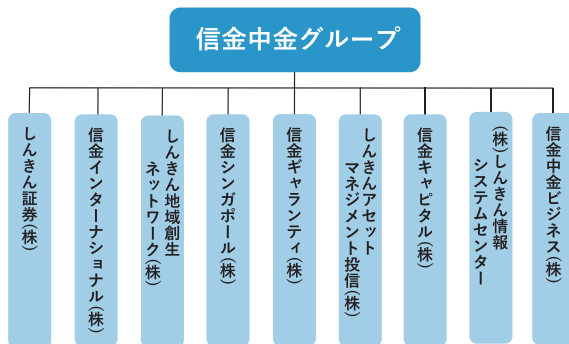 信金中金グループ
しんきん証券(株)
信金インターナショナル(株)
しんきん地域創生
ネットワーク(株)
信金シンガポール(株)
信金ギャランティ(株)
しんきんアセット
マネジメント投信(株)
信金キャピタル(株)
(株)しんきん情報
システムセンター
信金中金ビジネス(株)